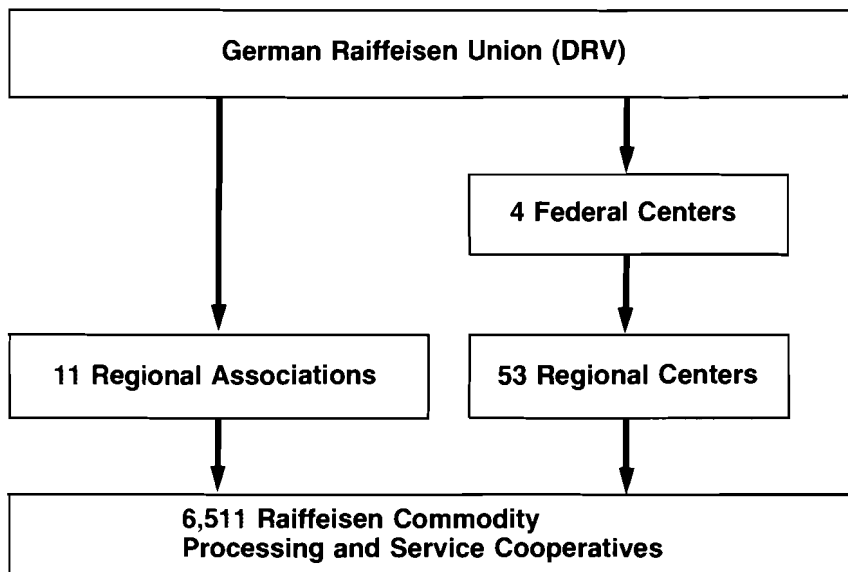 German Raiffeisen Union (DRV)
4 Federal Centers
11 Regional Associations
53 Regional Centers
6,511 Raiffeisen Commodity
Processing and Service Cooperatives